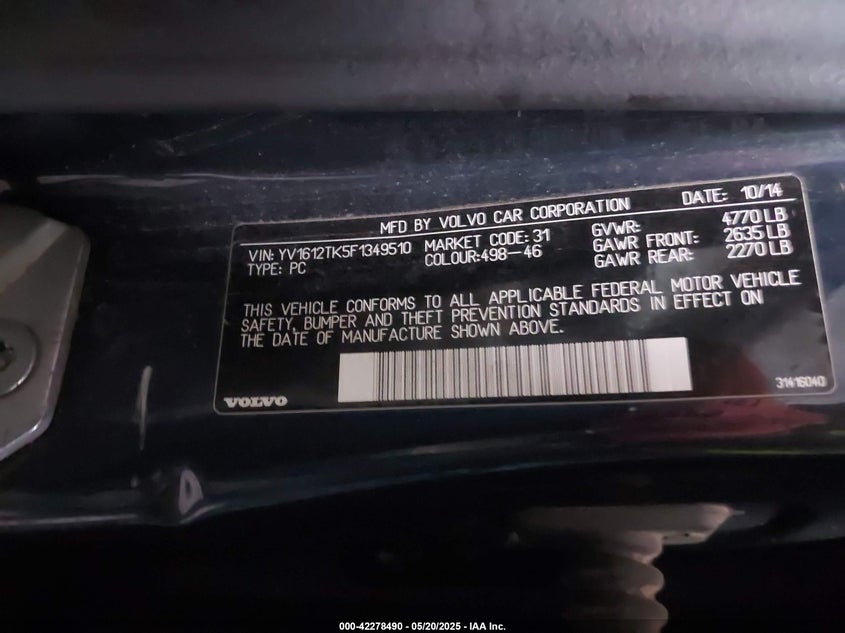 MFD BY VOLVO CAR CORPORATION DATE: 10/14
VIN: YV1612TK5F1349510 MARKET CODE: 31 GVWR: 4770 LB
TYPE: PC COLOUR:498-46 GAWR FRONT: 2635 LB
GAWR REAR: 2270 LB
THIS VEHICLE CONFORMS TO ALL APPLICABLE FEDERAL MOTOR VEHICLE
SAFETY, BUMPER AND THEFT PREVENTION STANDARDS IN EFFECT ON
THE DATE OF MANUFACTURE SHOWN ABOVE.
VOLVO 31416040
000-42278490 - 05/20/2025 - IAA Inc.